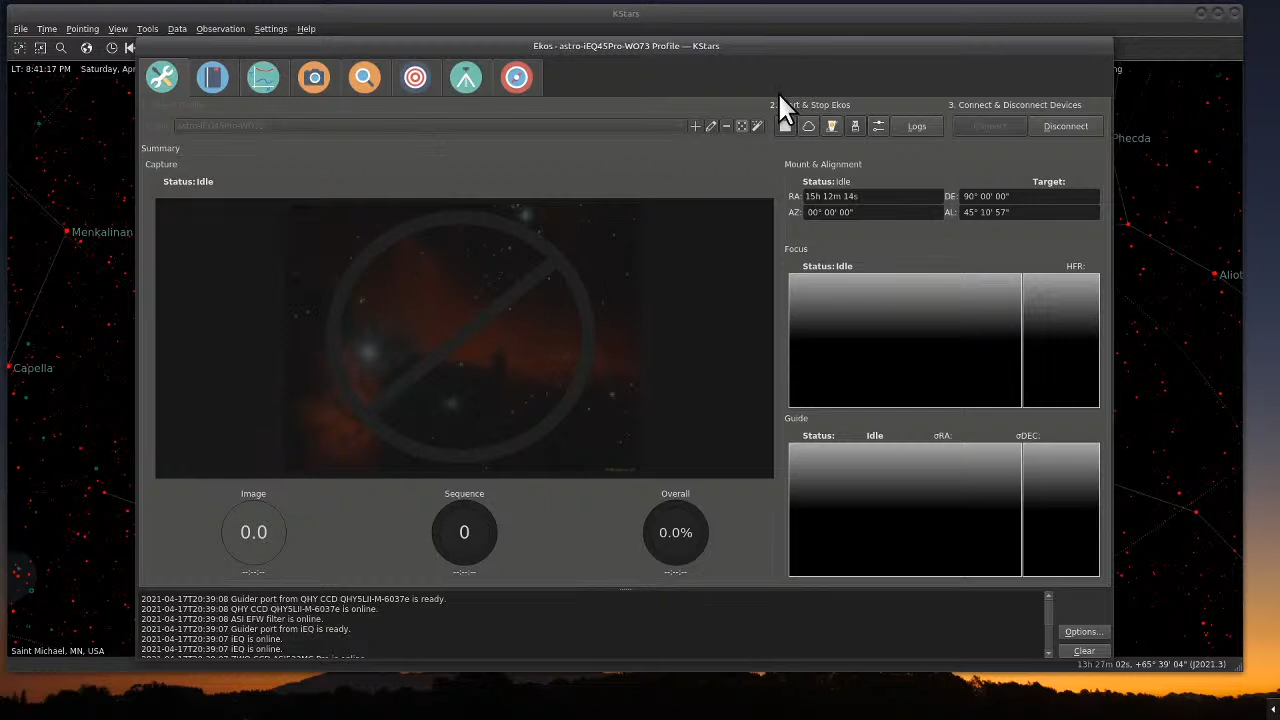 KStars
File Time Pointing View Tools Data Observation Settings Help
Ekos - astro-iEQ45Pro-WO73 Profile — KStars
LT: 8:41:17 PM Saturday,
3. Connect & Disconnect Devices
& Stop Ekos
Logs
Connect
Disconnect
Summary
Capture
Status: Idle
Mount & Alignment
Status: Idle
Target:
RA: 15h 12m 14s DE: 90° 00' 00"
AZ: 00° 00' 00" AL: 45° 10' 57"
Focus
Status: Idle HFR:
Guide
Status: Idle σRA: σDEC:
Image Sequence Overall
0.0 0 0.0%
--:--:-- --:--:-- --:--:--
2021-04-17T20:39:08 Guider port from QHY CCD QHY5LII-M-6037e is ready.
2021-04-17T20:39:08 QHY CCD QHY5LII-M-6037e is online.
2021-04-17T20:39:08 ASI EFW filter is online.
2021-04-17T20:39:07 Guider port from iEQ is ready.
2021-04-17T20:39:07 iEQ is online.
Options...
Clear
Menkalinan
Capella
Phecda
Aliot
Saint Michael, MN, USA
13h 27m 02s, +65° 39' 04" (J2021.3)